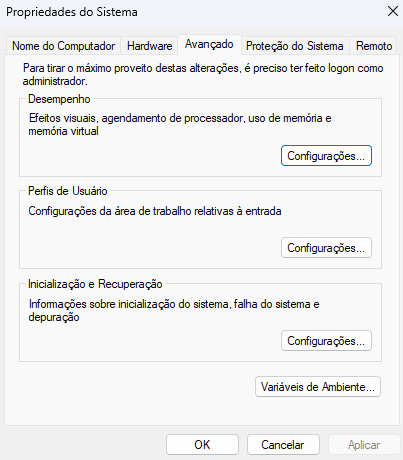 Propriedades do Sistema
Nome do Computador Hardware Avançado Proteção do Sistema Remoto
Para tirar o máximo proveito destas alterações, é preciso ter feito logon como
administrador.
Desempenho
Efeitos visuais, agendamento de processador, uso de memória e
memória virtual
Configurações...
Perfis de Usuário
Configurações da área de trabalho relativas à entrada
Configurações...
Inicialização e Recuperação
Informações sobre inicialização do sistema, falha do sistema e
depuração
Configurações...
Variáveis de Ambiente...
OK Cancelar Aplicar